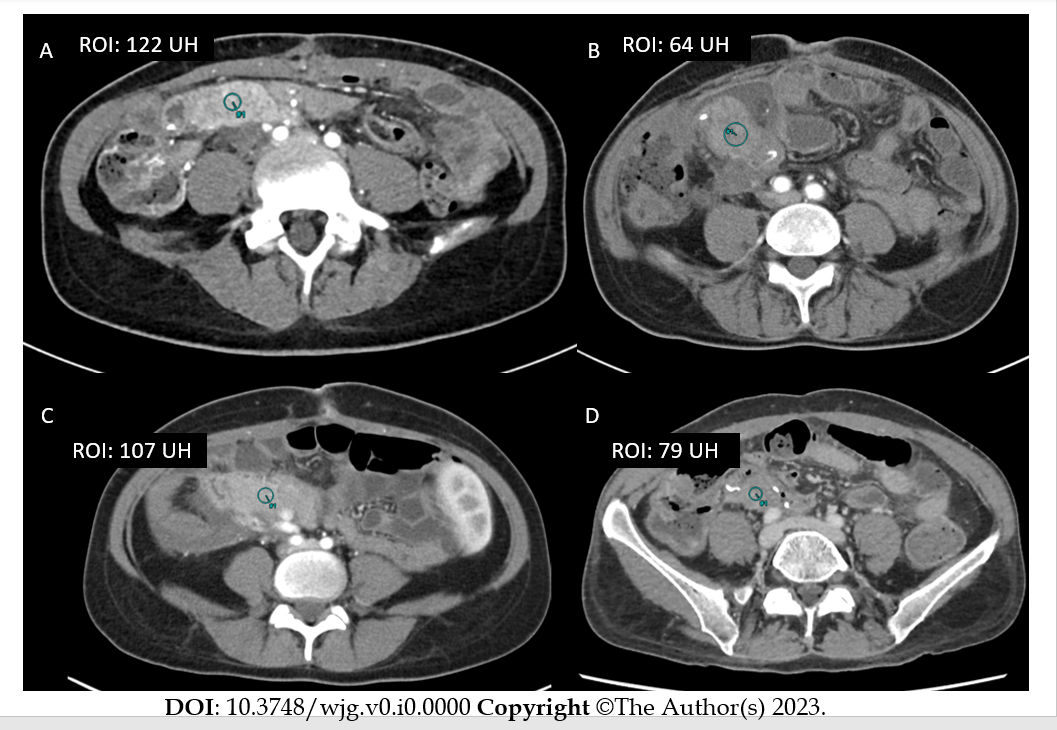 A
ROI: 122 UH
B
ROI: 64 UH
C
ROI: 107 UH
D
ROI: 79 UH
DOI: 10.3748/wjg.v0.i0.0000 Copyright ©The Author(s) 2023.